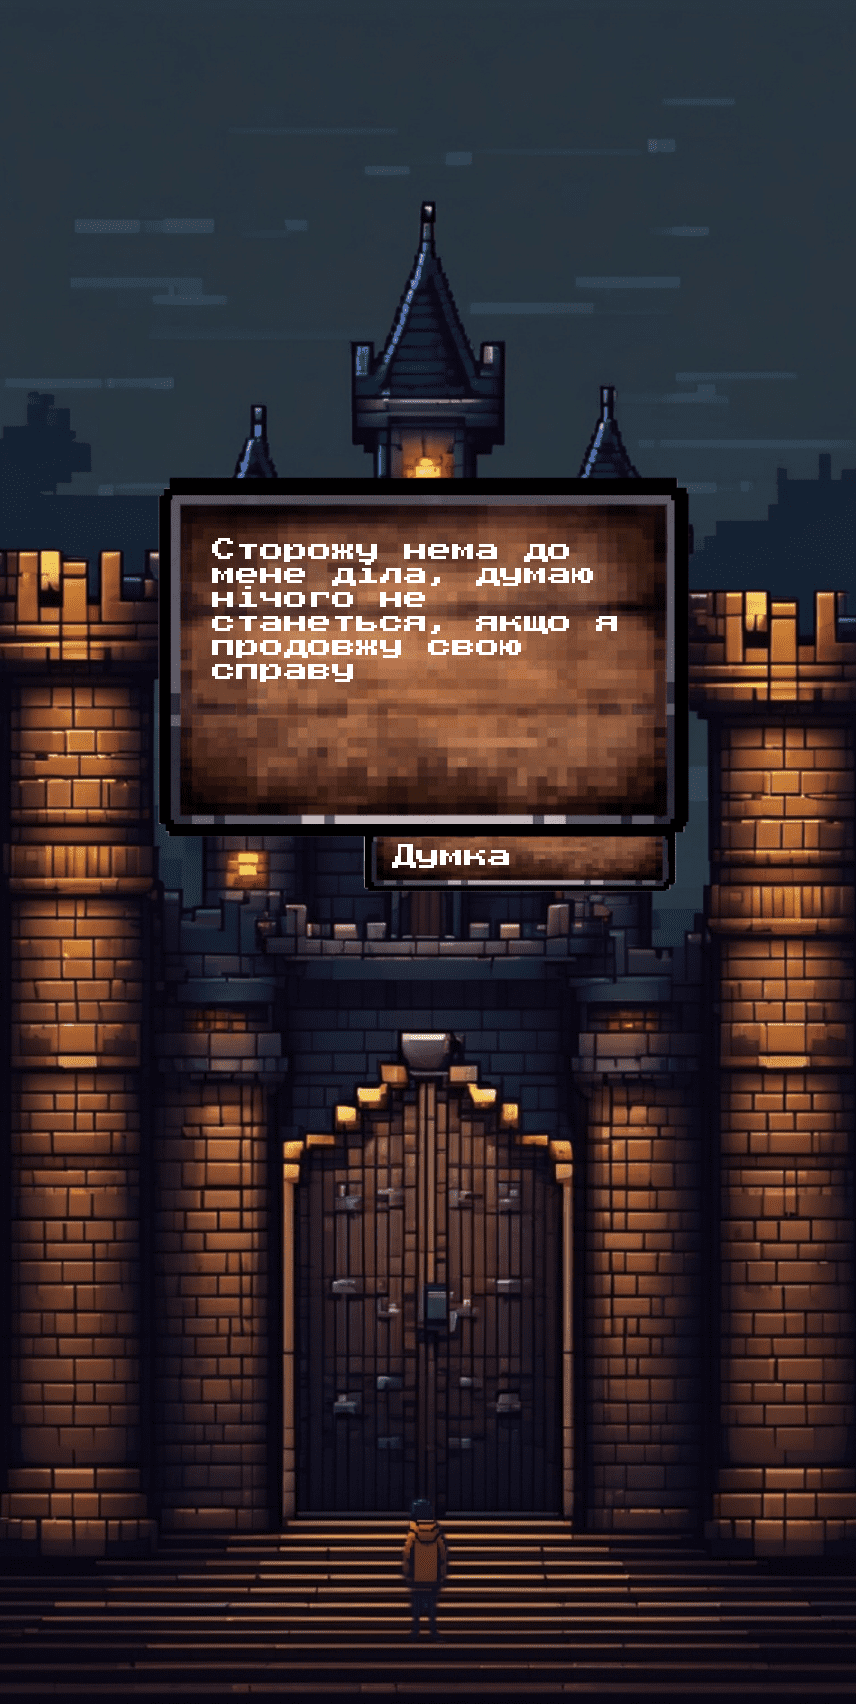 Сторожу нема до
мене діла, думаю
нічого не
станеться, якщо я
продовжу свою
справу
Думка